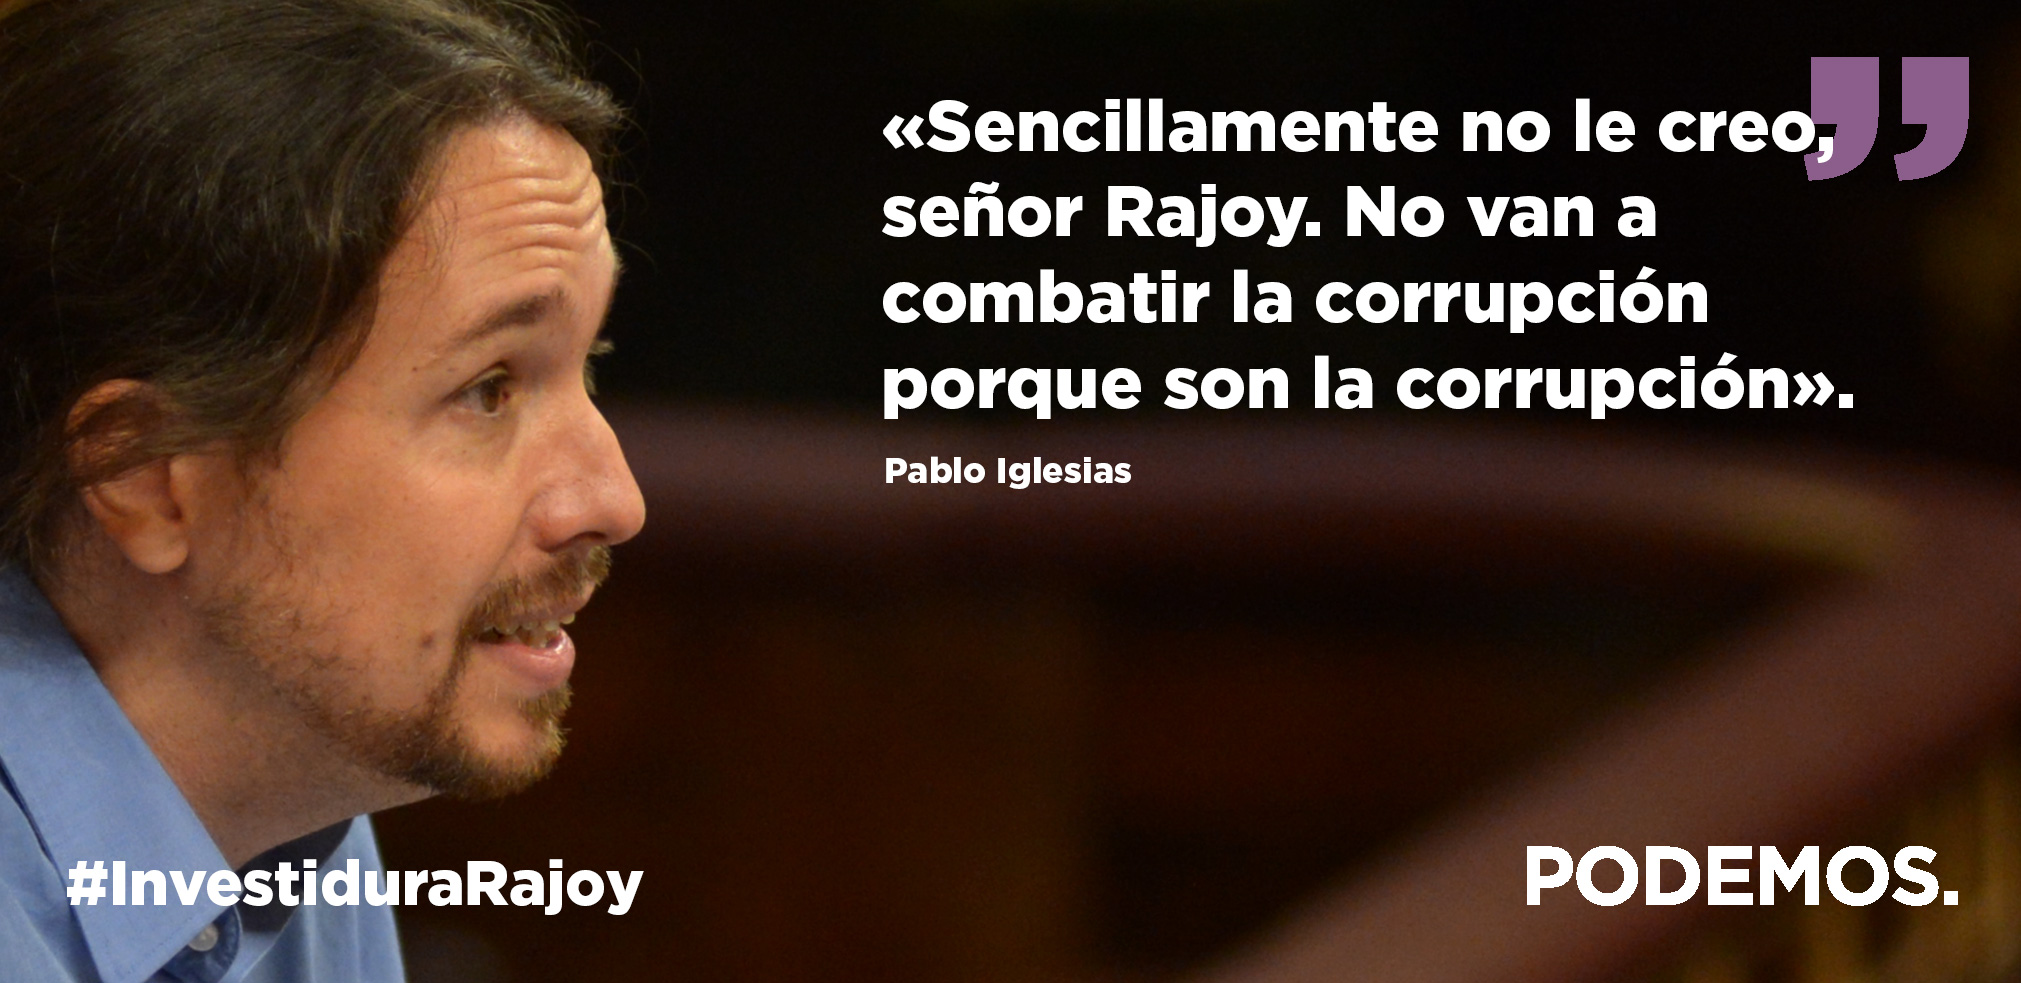 «Sencillamente no le creo,
señor Rajoy. No van a
combatir la corrupción
porque son la corrupción».
Pablo Iglesias
#InvestiduraRajoy
PODEMOS.